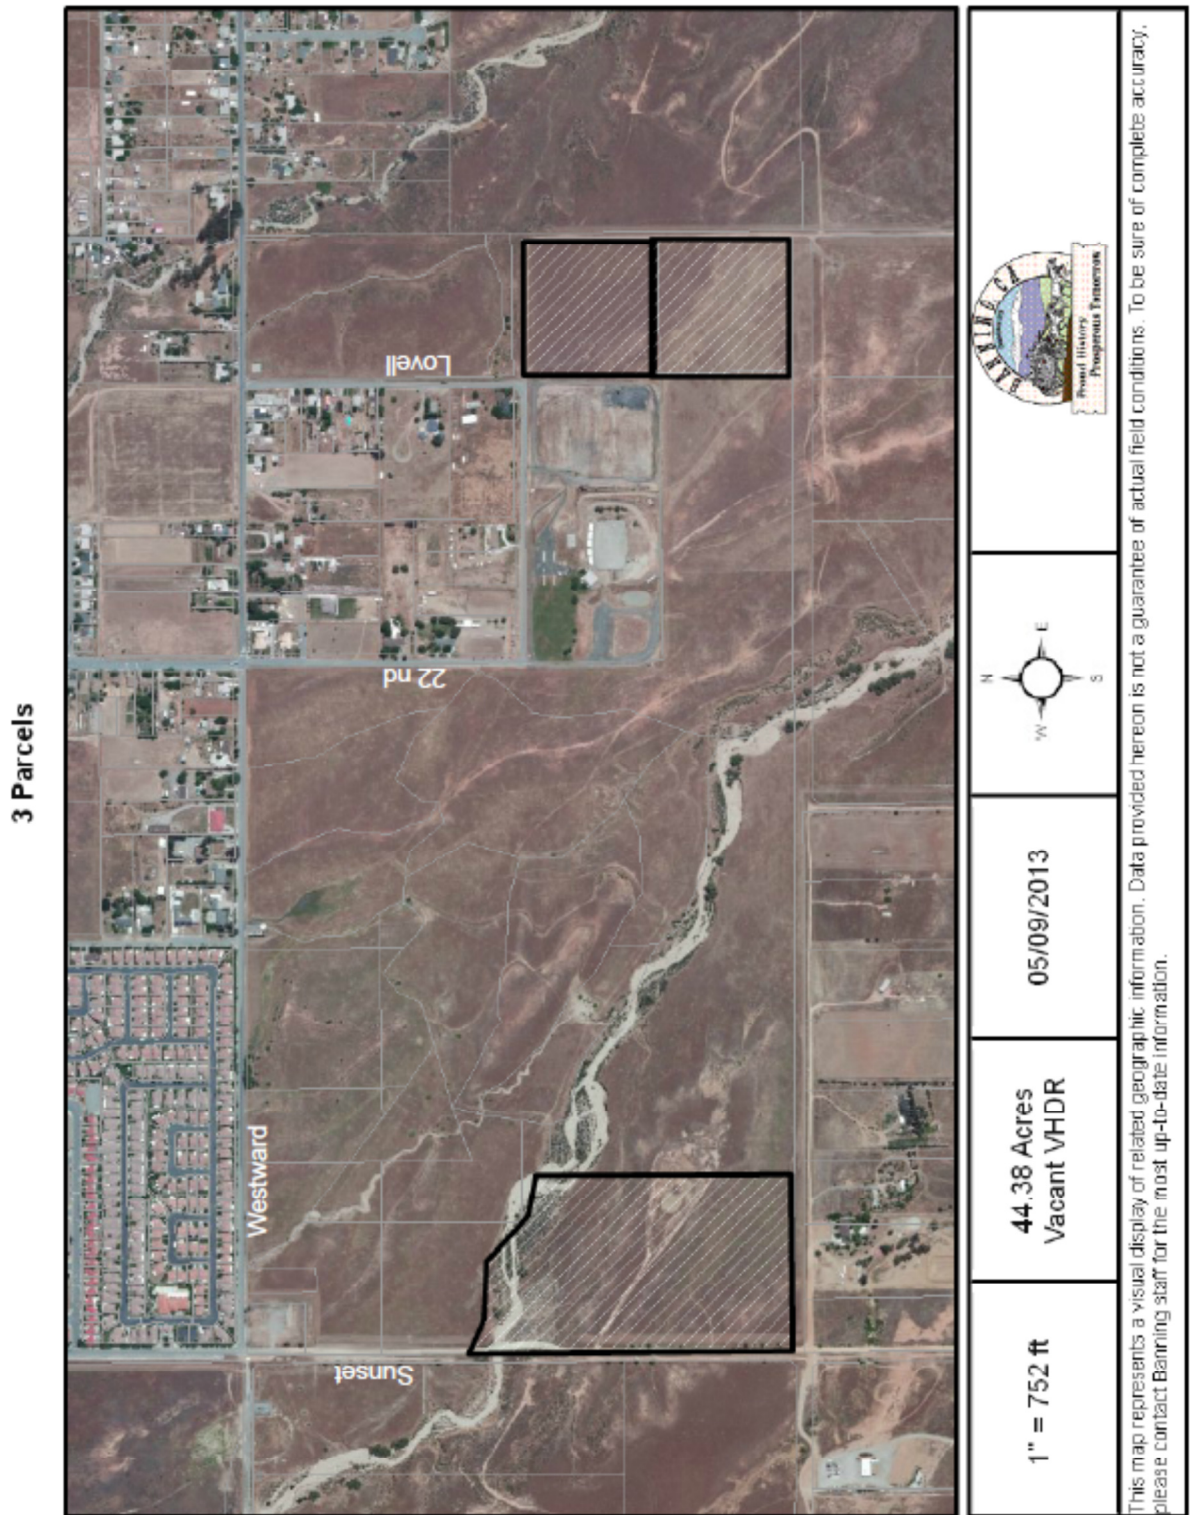 3 Parcels
Westward
Sunset
22 nd
Lovell
1" = 752 ft
44.38 Acres
Vacant VHDR
05/09/2013
N
W
E
S
BANNING, CA
Proud History
Prosperous Tomorrow
This map represents a visual display of related geographic information. Data provided hereon is not a guarantee of actual field conditions. To be sure of complete accuracy,
please contact Banning staff for the most up-to-date information.